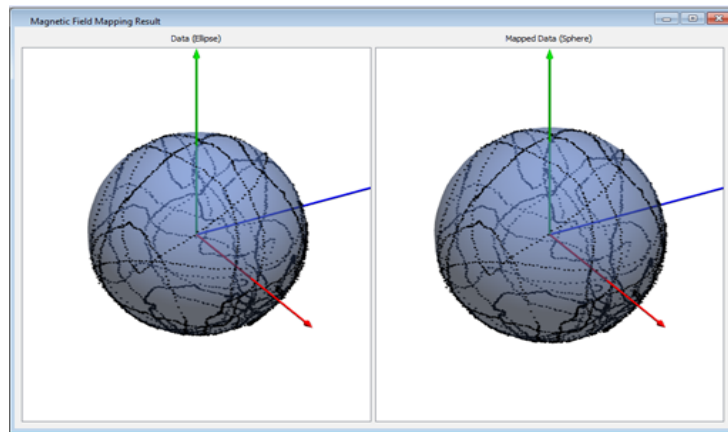 Magnetic Field Mapping Result
Data (Ellipse)
Mapped Data (Sphere)